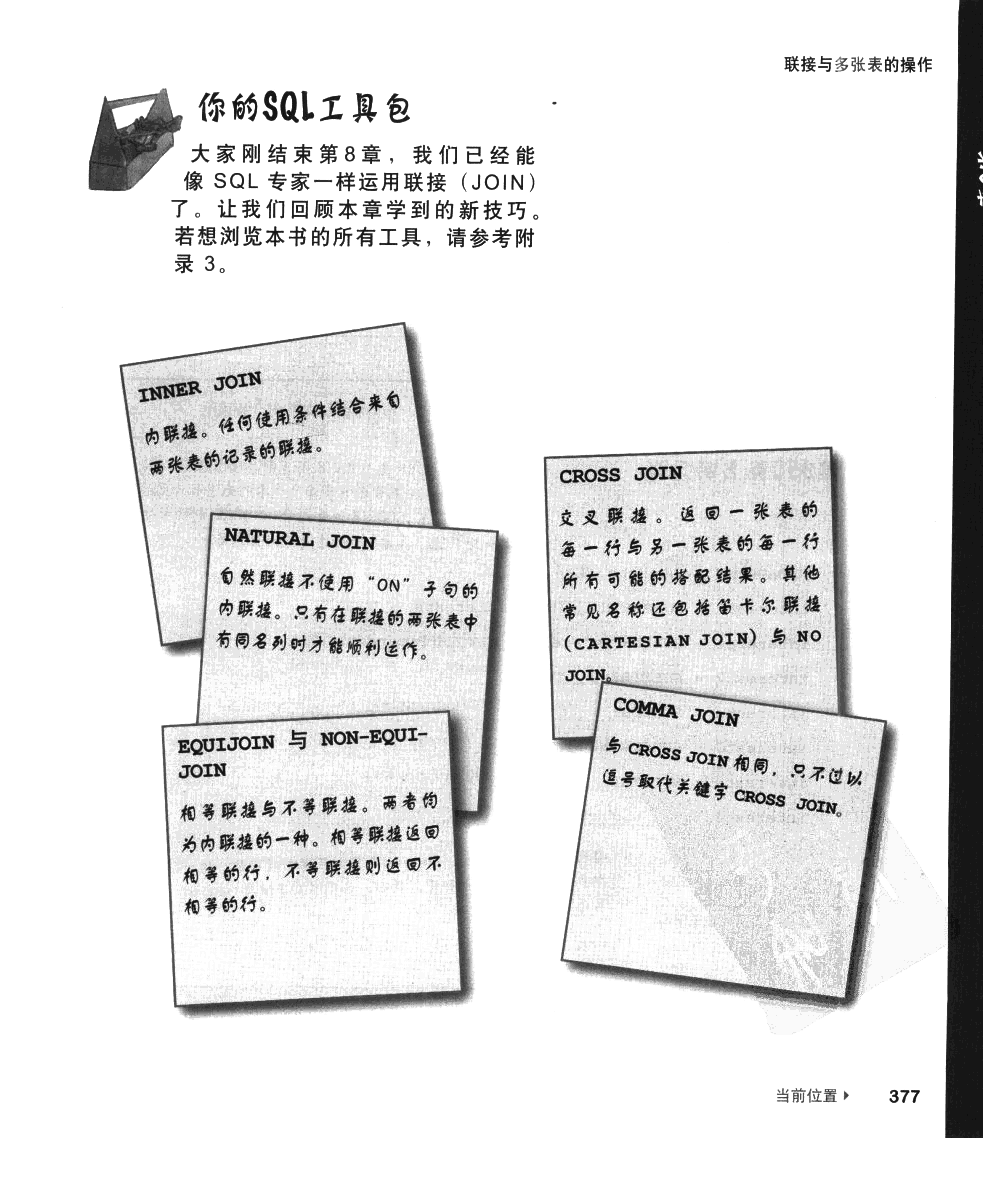 联接与多张表的操作
你的SQL工具包
大家刚结束第8章，我们已经能
像 SQL 专家一样运用联接（JOIN）
了。让我们回顾本章学到的新技巧。
若想浏览本书的所有工具，请参考附
录 3。
INNER JOIN
内联接。任何使用条件结合来自
两张表的记录的联接。
NATURAL JOIN
自然联接不使用“ON”子句的
内联接。只有在联接的两张表中
有同名列时才能顺利运作。
EQUIJOIN 与 NON-EQUI-
JOIN
相等联接与不等联接。两者均
为内联接的一种。相等联接返回
相等的行，不等联接则返回不
相等的行。
CROSS JOIN
交叉联接。返回一张表的
每一行与另一张表的每一行
所有可能的搭配结果。其他
常见名称还包括笛卡尔联接
(CARTESIAN JOIN) 与 NO
JOIN。
COMMA JOIN
与 CROSS JOIN 相同，只不过以
逗号取代关键字 CROSS JOIN。
当前位置 377